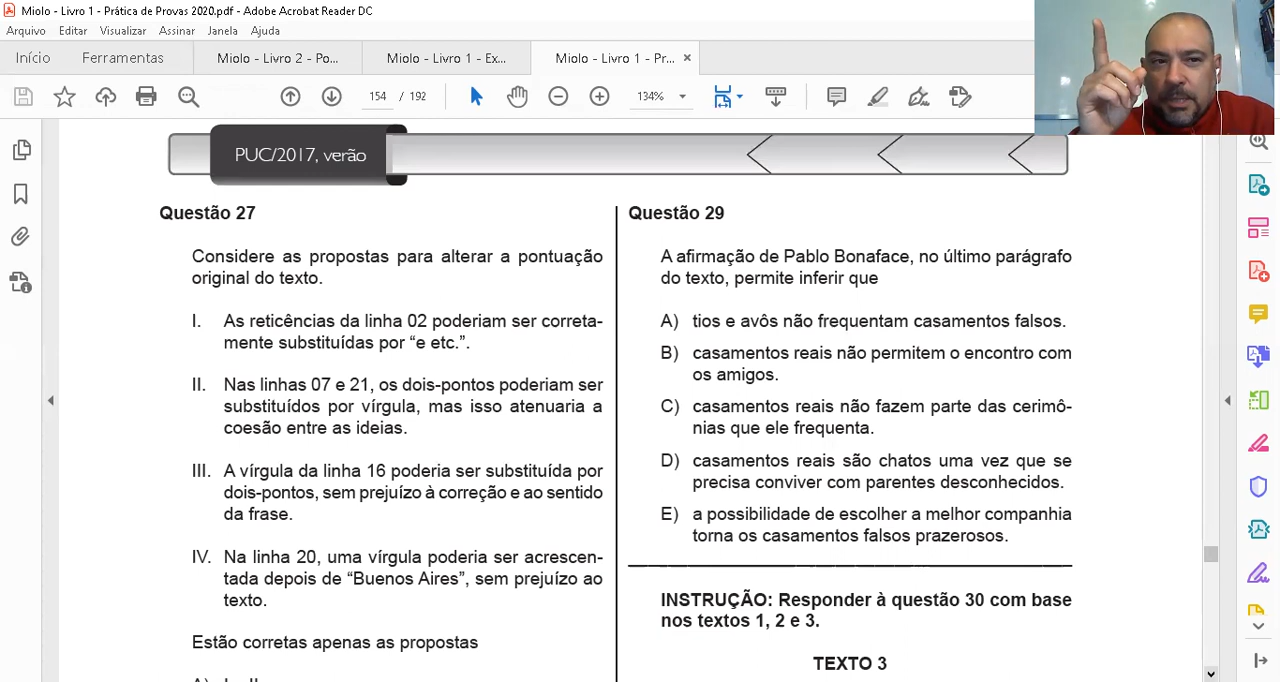 Miolo - Livro 1 - Prática de Provas 2020.pdf - Adobe Acrobat Reader DC
Arquivo Editar Visualizar Assinar Janela Ajuda
Início Ferramentas Miolo - Livro 2 - Po... Miolo - Livro 1 - Ex... Miolo - Livro 1 - Pr... ×
154 / 192 134%
PUC/2017, verão
Questão 27
Considere as propostas para alterar a pontuação
original do texto.
I. As reticências da linha 02 poderiam ser correta-
mente substituídas por “e etc.”.
II. Nas linhas 07 e 21, os dois-pontos poderiam ser
substituídos por vírgula, mas isso atenuaria a
coesão entre as ideias.
III. A vírgula da linha 16 poderia ser substituída por
dois-pontos, sem prejuízo à correção e ao sentido
da frase.
IV. Na linha 20, uma vírgula poderia ser acrescen-
tada depois de “Buenos Aires”, sem prejuízo ao
texto.
Estão corretas apenas as propostas
Questão 29
A afirmação de Pablo Bonaface, no último parágrafo
do texto, permite inferir que
A) tios e avôs não frequentam casamentos falsos.
B) casamentos reais não permitem o encontro com
os amigos.
C) casamentos reais não fazem parte das cerimô-
nias que ele frequenta.
D) casamentos reais são chatos uma vez que se
precisa conviver com parentes desconhecidos.
E) a possibilidade de escolher a melhor companhia
torna os casamentos falsos prazerosos.
INSTRUÇÃO: Responder à questão 30 com base
nos textos 1, 2 e 3.
TEXTO 3